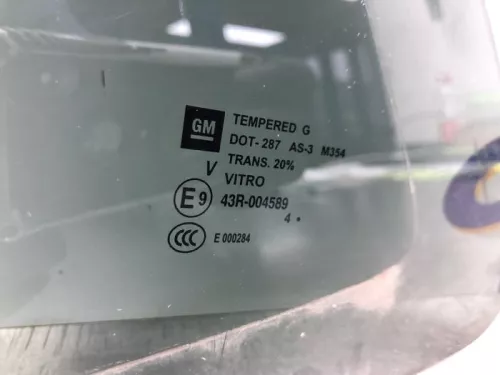 GM
TEMPERED G
DOT-287 AS-3 M354
TRANS. 20%
V VITRO
E9 43R-004589
4 •
CCC E 000284